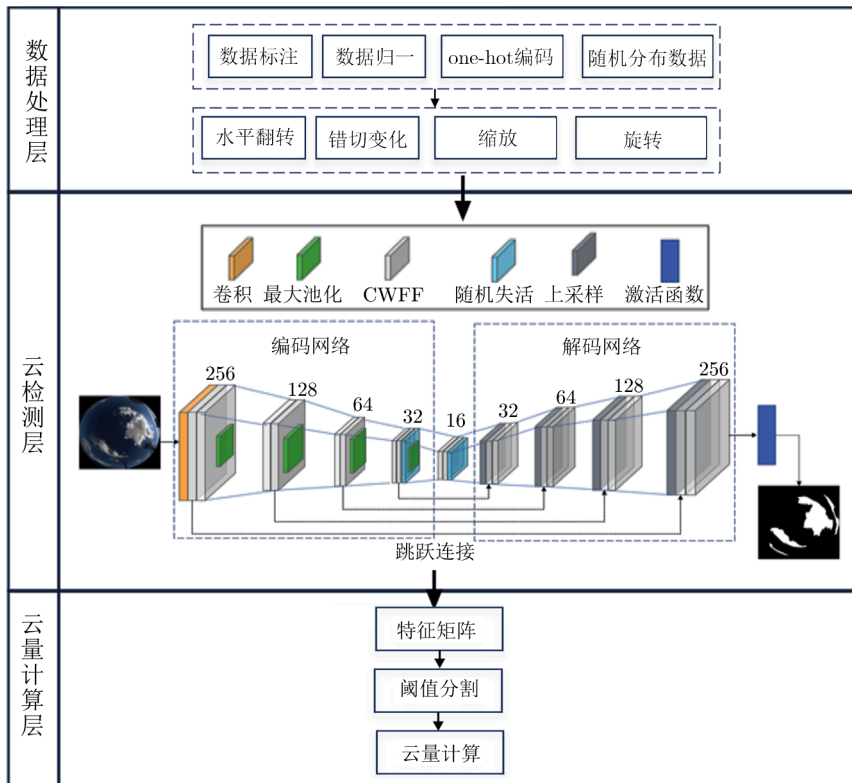 数据处理层
数据标注 数据归一 one-hot编码 随机分布数据
水平翻转 错切变化 缩放 旋转
云检测层
卷积 最大池化 CWFF 随机失活 上采样 激活函数
编码网络 解码网络
256 128 64 32 16 32 64 128 256
跳跃连接
云量计算层
特征矩阵
阈值分割
云量计算